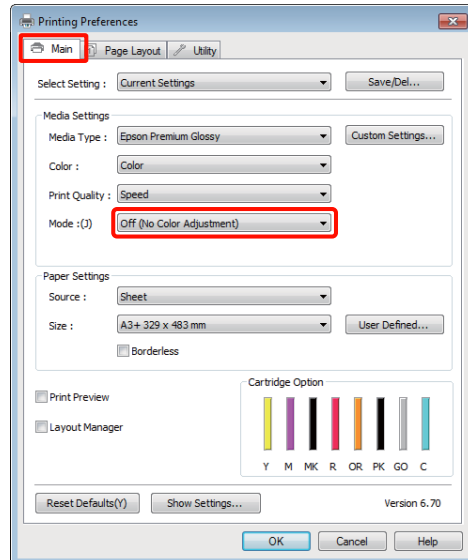 Printing Preferences
Main Page Layout Utility
Select Setting : Current Settings Save/Del...
Media Settings
Media Type : Epson Premium Glossy Custom Settings...
Color : Color
Print Quality : Speed
Mode :(J) Off (No Color Adjustment)
Paper Settings
Source : Sheet
Size : A3+ 329 x 483 mm User Defined...
Borderless
Cartridge Option
Print Preview
Layout Manager
Y M MK R OR PK GO C
Reset Defaults(Y) Show Settings... Version 6.70
OK Cancel Help